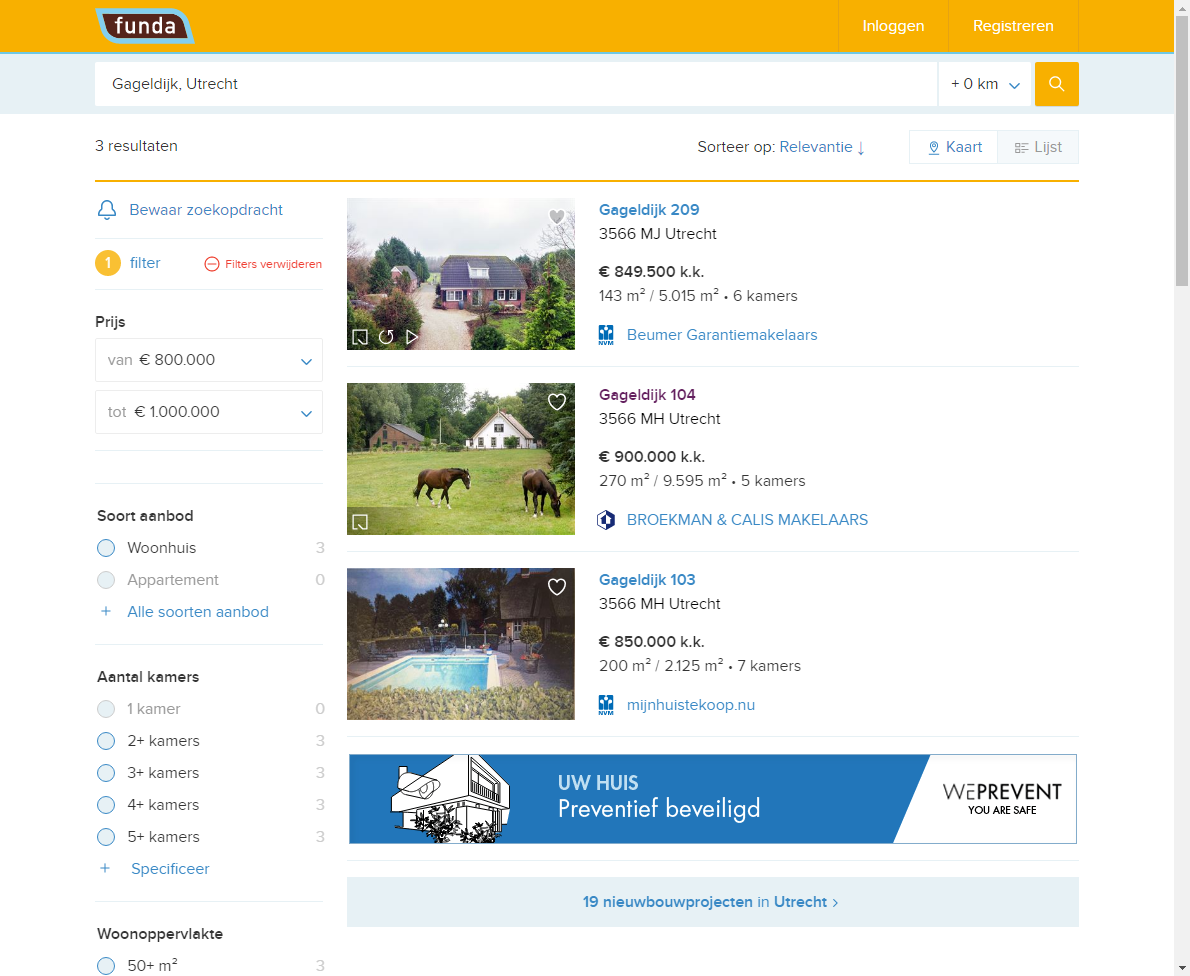 funda
Inloggen
Registreren
Gageldijk, Utrecht
+ 0 km
3 resultaten
Sorteer op: Relevantie ↓
Kaart
Lijst
Bewaar zoekopdracht
1 filter
Filters verwijderen
Prijs
van € 800.000
tot € 1.000.000
Soort aanbod
Woonhuis 3
Appartement 0
+ Alle soorten aanbod
Aantal kamers
1 kamer 0
2+ kamers 3
3+ kamers 3
4+ kamers 3
5+ kamers 3
+ Specificeer
Woonoppervlakte
50+ m² 3
Gageldijk 209
3566 MJ Utrecht
€ 849.500 k.k.
143 m² / 5.015 m² • 6 kamers
NVM
Beumer Garantiemakelaars
Gageldijk 104
3566 MH Utrecht
€ 900.000 k.k.
270 m² / 9.595 m² • 5 kamers
BROEKMAN & CALIS MAKELAARS
Gageldijk 103
3566 MH Utrecht
€ 850.000 k.k.
200 m² / 2.125 m² • 7 kamers
NVM
mijnhuistekoop.nu
UW HUIS
Preventief beveiligd
WEPREVENT
YOU ARE SAFE
19 nieuwbouwprojecten in Utrecht ›